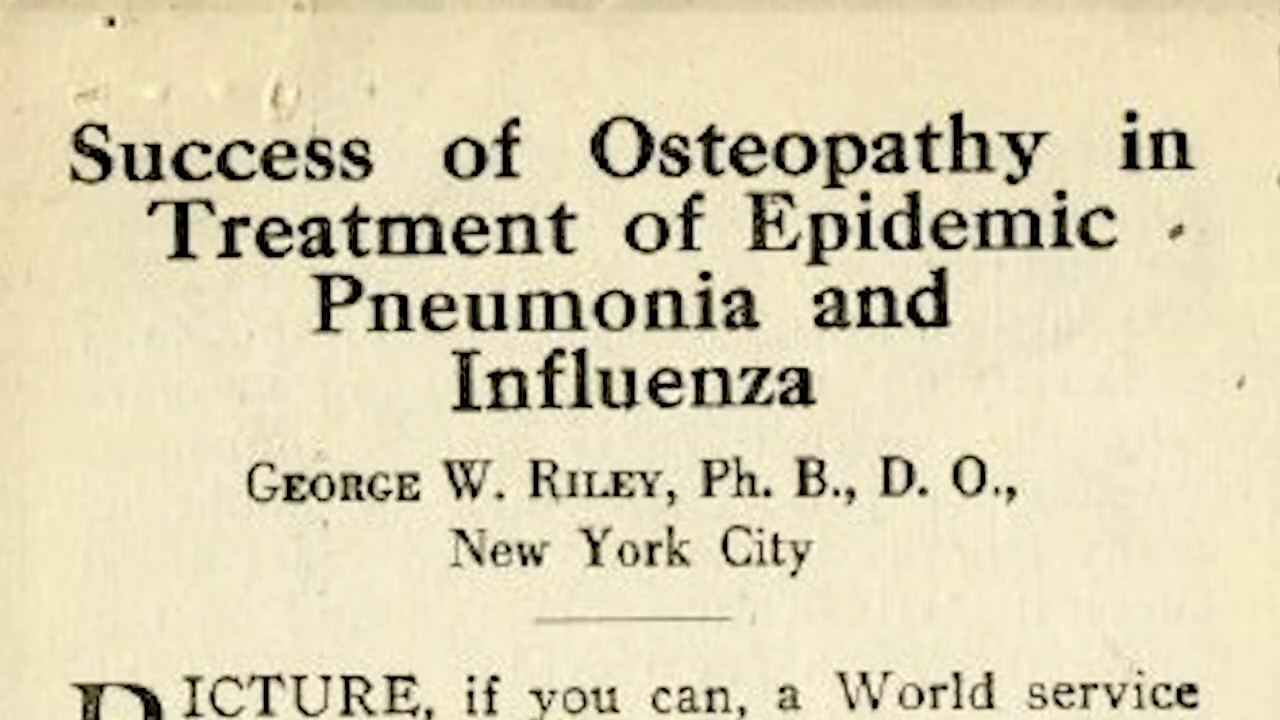 Success of Osteopathy in
Treatment of Epidemic
Pneumonia and
Influenza
George W. Riley, Ph. B., D. O.,
New York City
PICTURE, if you can, a World service